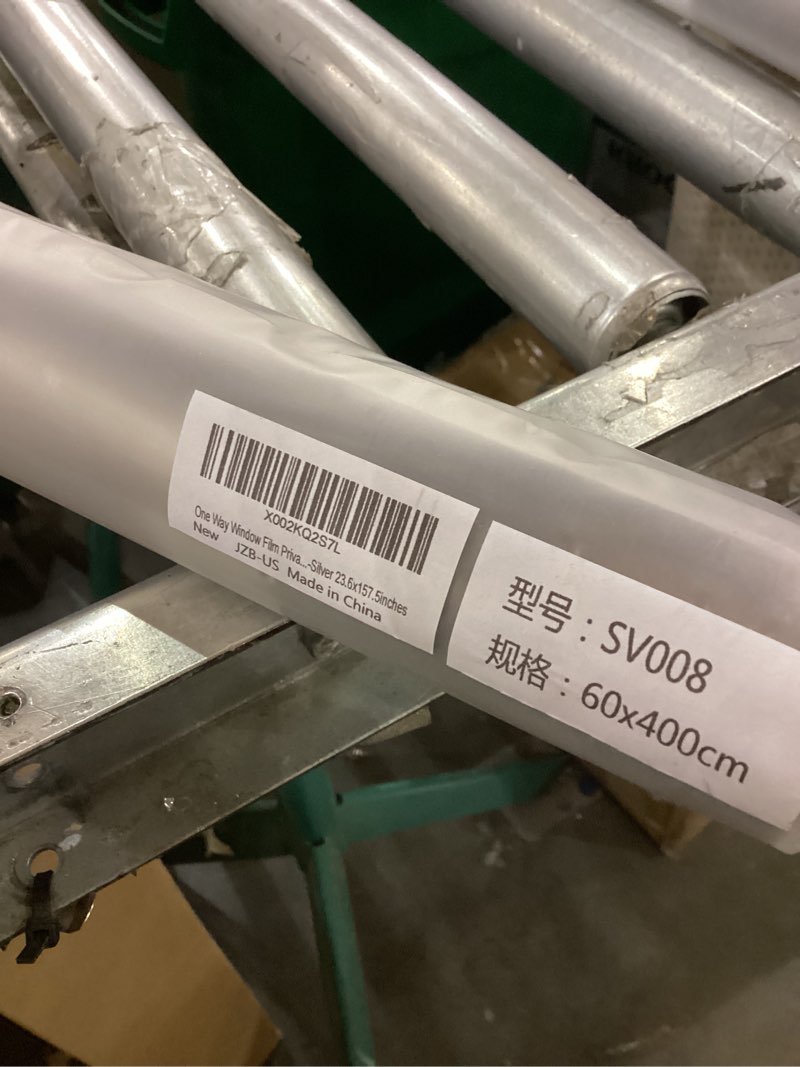 X002KQ2S7L
One Way Window Film Priva...-Silver 23.6x157.5inches
New JZB-US Made in China
型号：SV008
规格：60x400cm